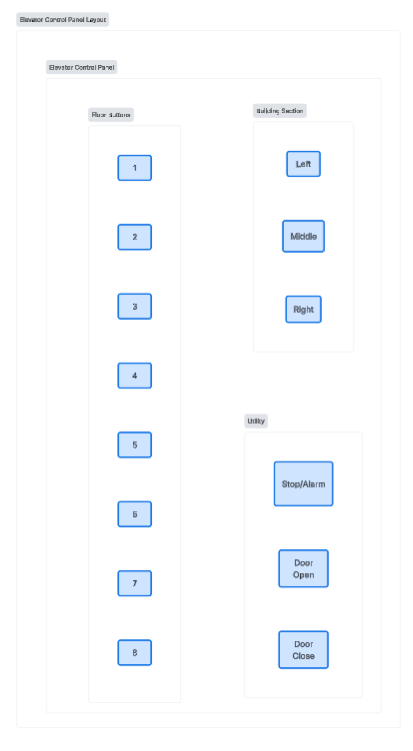 Elevator Control Panel Layout
Elevator Control Panel
Floor Buttons
1
2
3
4
5
6
7
8
Building Section
Left
Middle
Right
Utility
Stop/Alarm
Door
Open
Door
Close